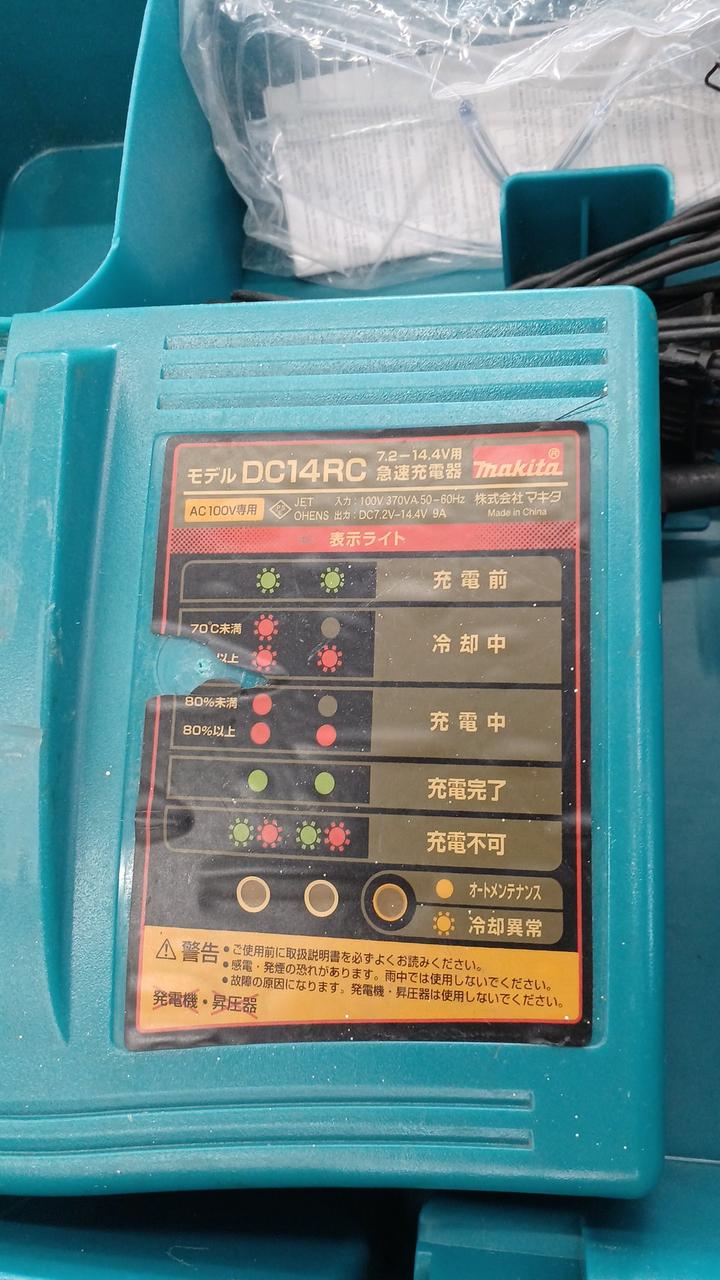 モデル DC14RC 7.2-14.4V用 急速充電器 makita®
AC100V専用 JET 入力:100V 370VA 50-60Hz 株式会社マキタ
OHENS 出力:DC7.2V-14.4V 9A Made in China
表示ライト
充電前
70℃未満
冷却中
以上
80%未満
充電中
80%以上
充電完了
充電不可
オートメンテナンス
冷却異常
警告 •ご使用前に取扱説明書を必ずよくお読みください。
•感電・発煙の恐れがあります。雨中では使用しないでください。
•故障の原因になります。発電機・昇圧器は使用しないでください。
発電機・昇圧器